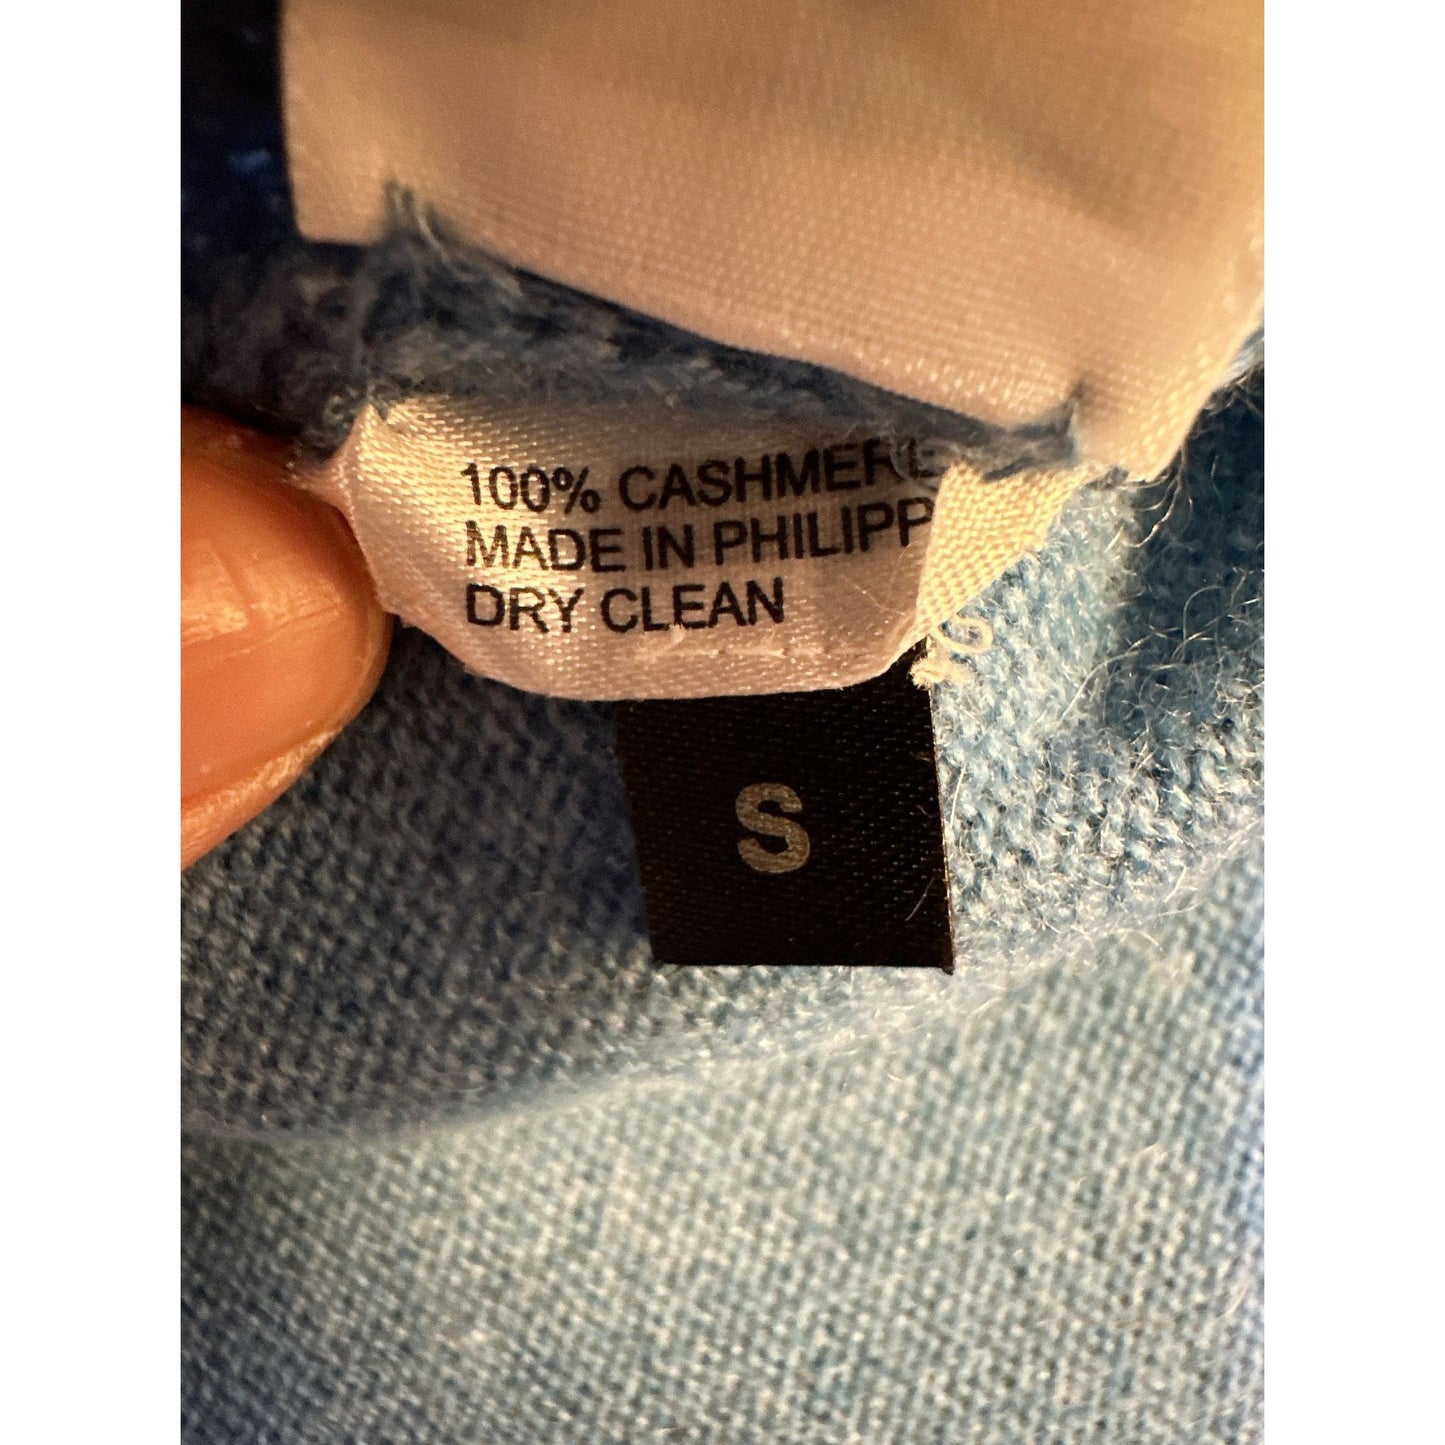 100% CASHMERE
MADE IN PHILIPP
DRY CLEAN
S